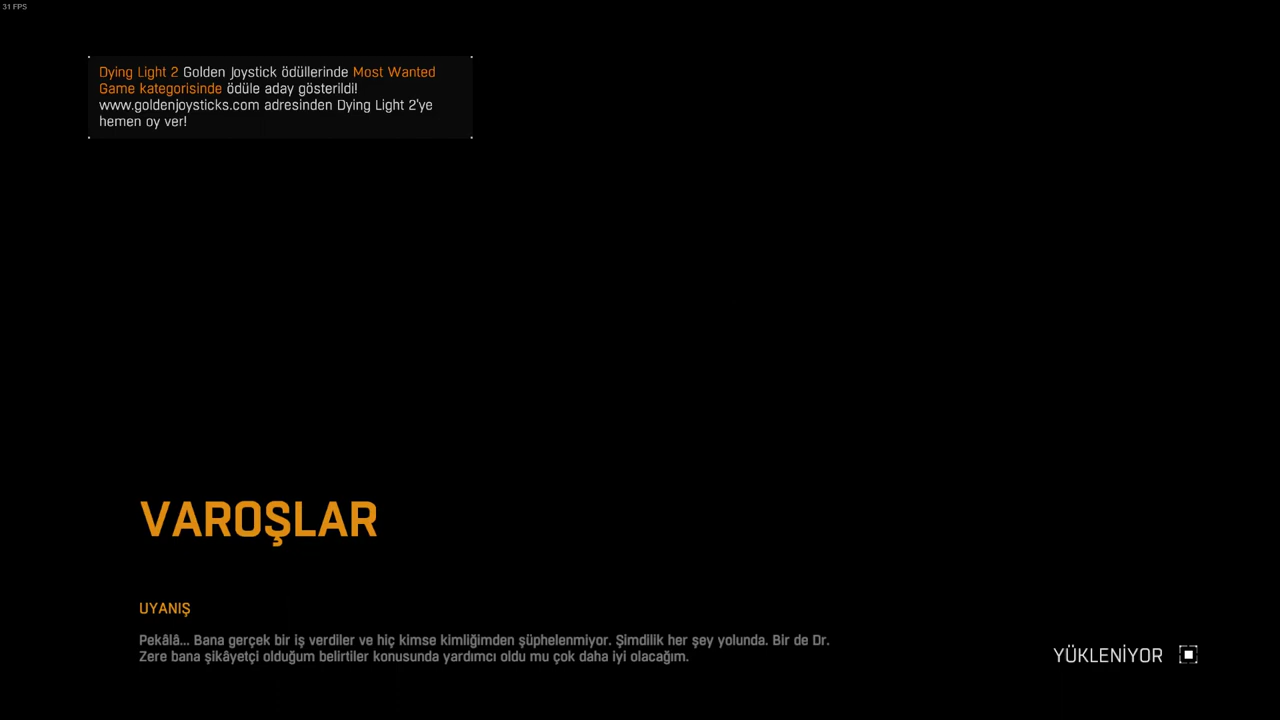 31 FPS
Dying Light 2 Golden Joystick ödüllerinde Most Wanted
Game kategorisinde ödüle aday gösterildi!
www.goldenjoysticks.com adresinden Dying Light 2'ye
hemen oy ver!
VAROŞLAR
UYANIŞ
Pekâlâ... Bana gerçek bir iş verdiler ve hiç kimse kimliğimden şüphelenmiyor. Şimdilik her şey yolunda. Bir de Dr.
Zere bana şikâyetçi olduğum belirtiler konusunda yardımcı oldu mu çok daha iyi olacağım.
YÜKLENİYOR